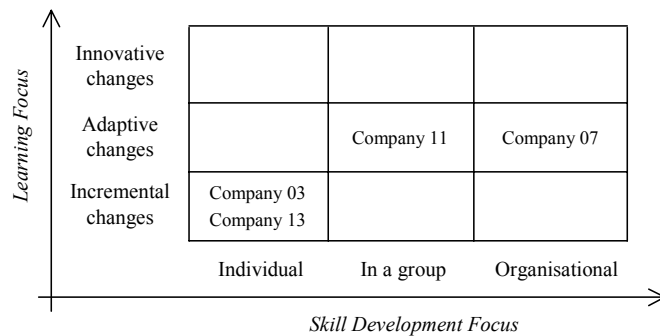 Learning Focus
Innovative
changes
Adaptive
changes
Company 11
Company 07
Incremental
changes
Company 03
Company 13
Individual
In a group
Organisational
Skill Development Focus